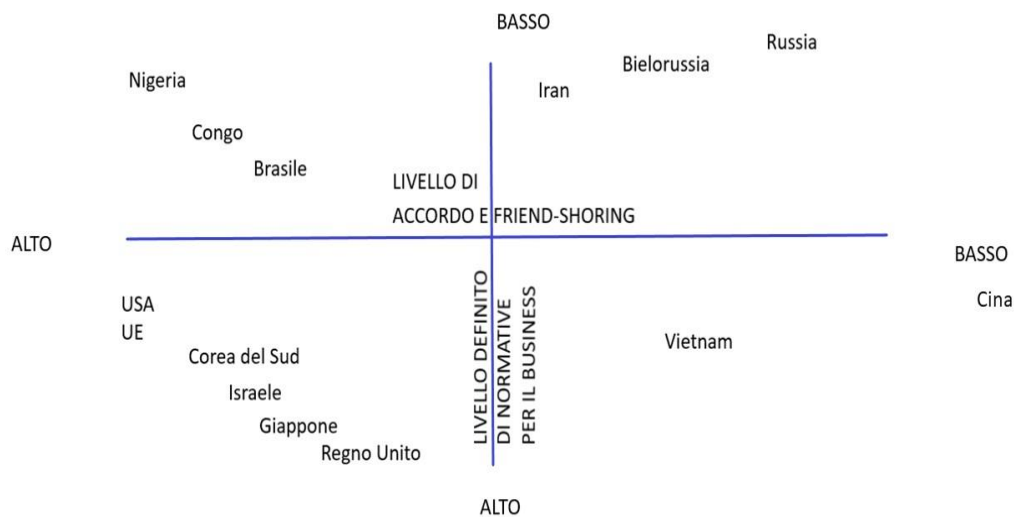 BASSO
Russia
Bielorussia
Nigeria
Iran
Congo
Brasile
LIVELLO DI
ACCORDO E FRIEND-SHORING
ALTO
BASSO
USA
UE
Cina
Vietnam
Corea del Sud
Israele
Giappone
Regno Unito
LIVELLO DEFINITO
DI NORMATIVE
PER IL BUSINESS
ALTO